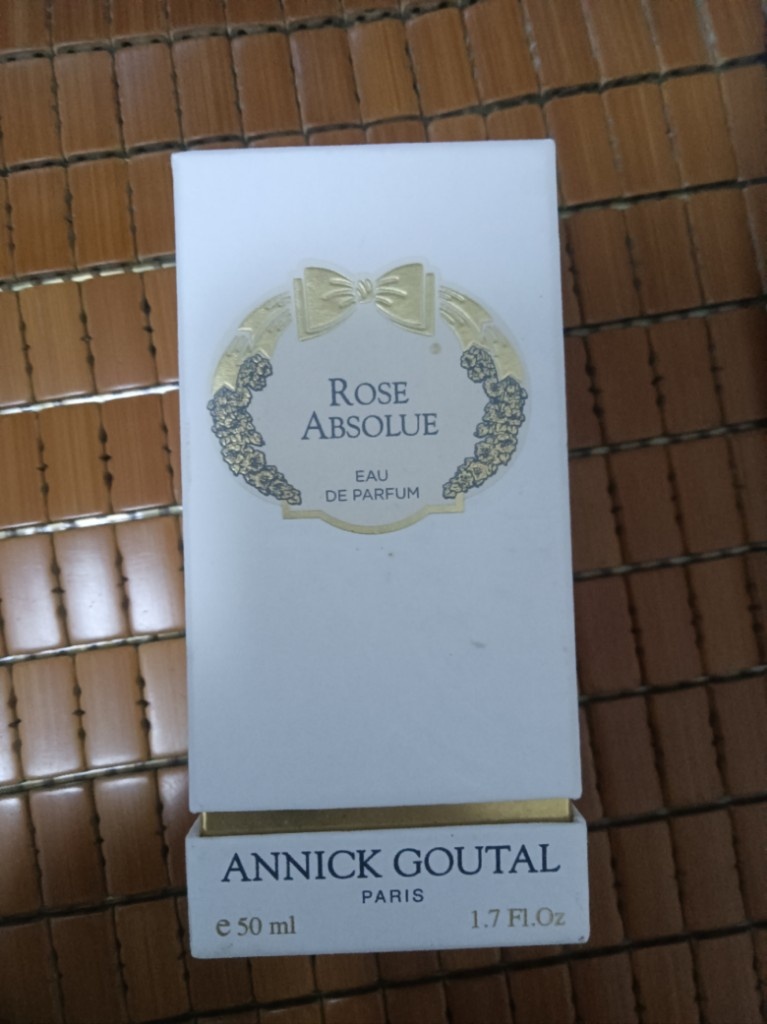 ROSE
ABSOLUE
EAU
DE PARFUM
ANNICK GOUTAL
PARIS
e 50 ml 1.7 Fl.Oz